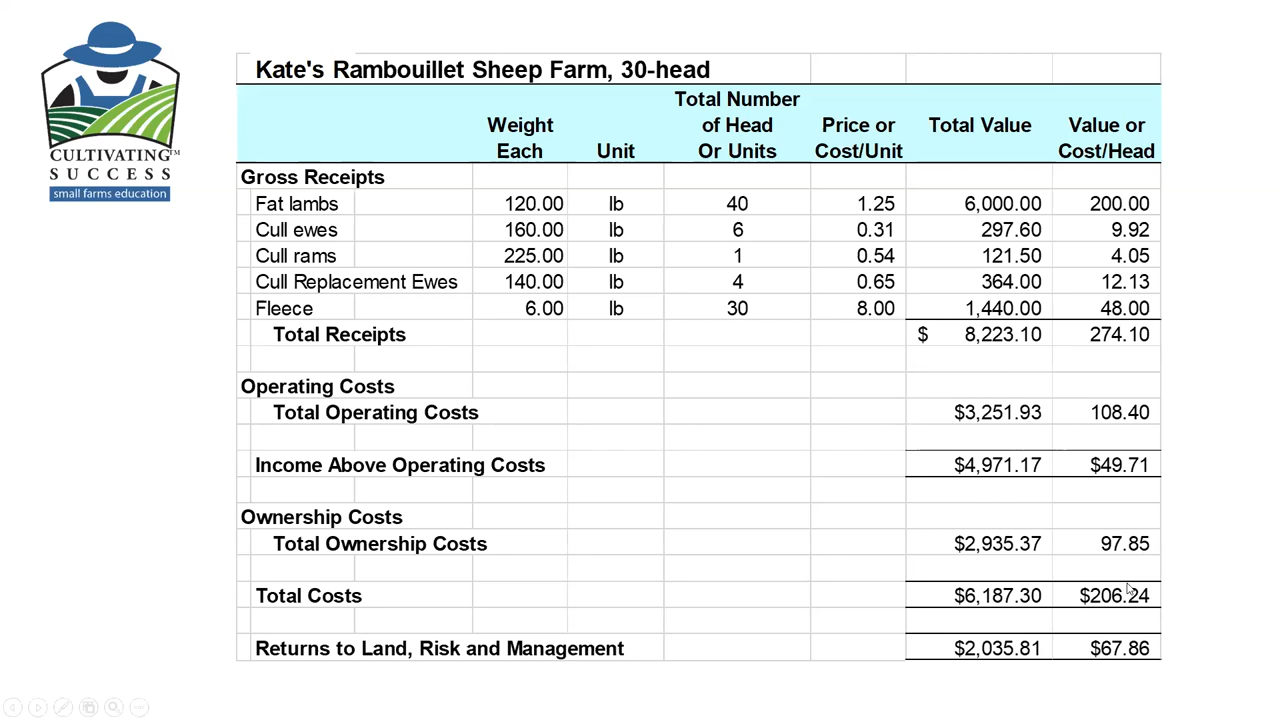 CULTIVATING™
SUCCESS
small farms education
Kate's Rambouillet Sheep Farm, 30-head
Weight Each Unit Total Number of Head Or Units Price or Cost/Unit Total Value Value or Cost/Head
Gross Receipts
Fat lambs 120.00 lb 40 1.25 6,000.00 200.00
Cull ewes 160.00 lb 6 0.31 297.60 9.92
Cull rams 225.00 lb 1 0.54 121.50 4.05
Cull Replacement Ewes 140.00 lb 4 0.65 364.00 12.13
Fleece 6.00 lb 30 8.00 1,440.00 48.00
Total Receipts $ 8,223.10 274.10
Operating Costs
Total Operating Costs $3,251.93 108.40
Income Above Operating Costs $4,971.17 $49.71
Ownership Costs
Total Ownership Costs $2,935.37 97.85
Total Costs $6,187.30 $206.24
Returns to Land, Risk and Management $2,035.81 $67.86